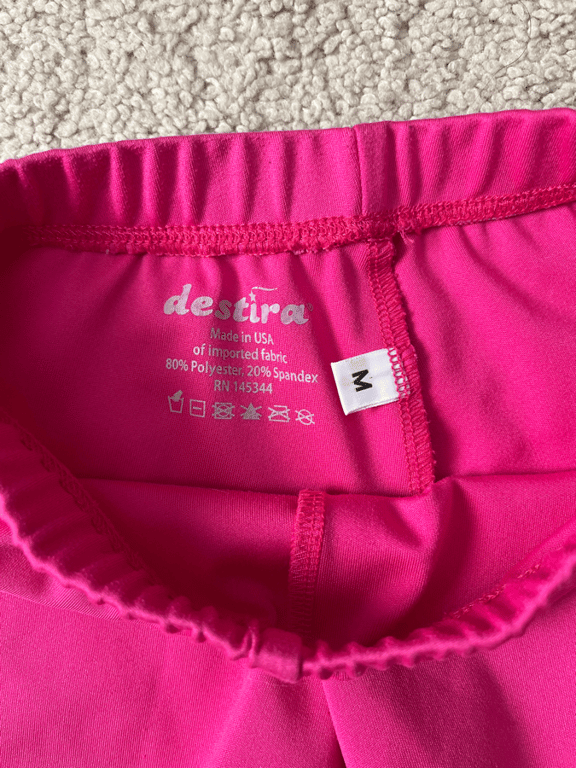 destira®
Made in USA
of imported fabric
80% Polyester, 20% Spandex
RN 145344
M